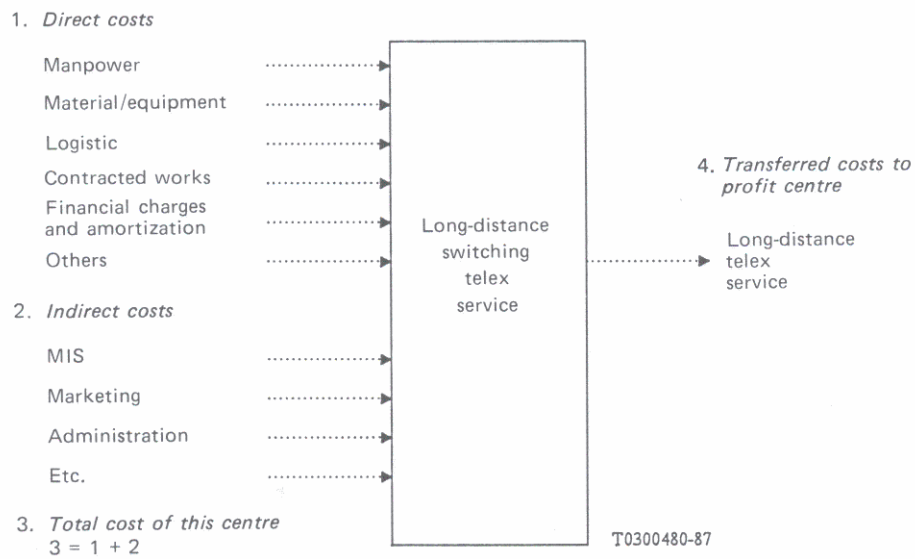 1. Direct costs
Manpower
Material/equipment
Logistic
Contracted works
Financial charges
and amortization
Others
2. Indirect costs
MIS
Marketing
Administration
Etc.
3. Total cost of this centre
3 = 1 + 2
Long-distance
switching
telex
service
4. Transferred costs to
profit centre
Long-distance
telex
service
T0300480-87